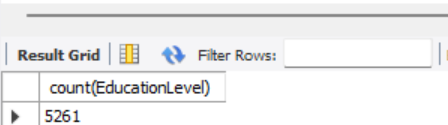 Result Grid Filter Rows:
count(EducationLevel)
5261